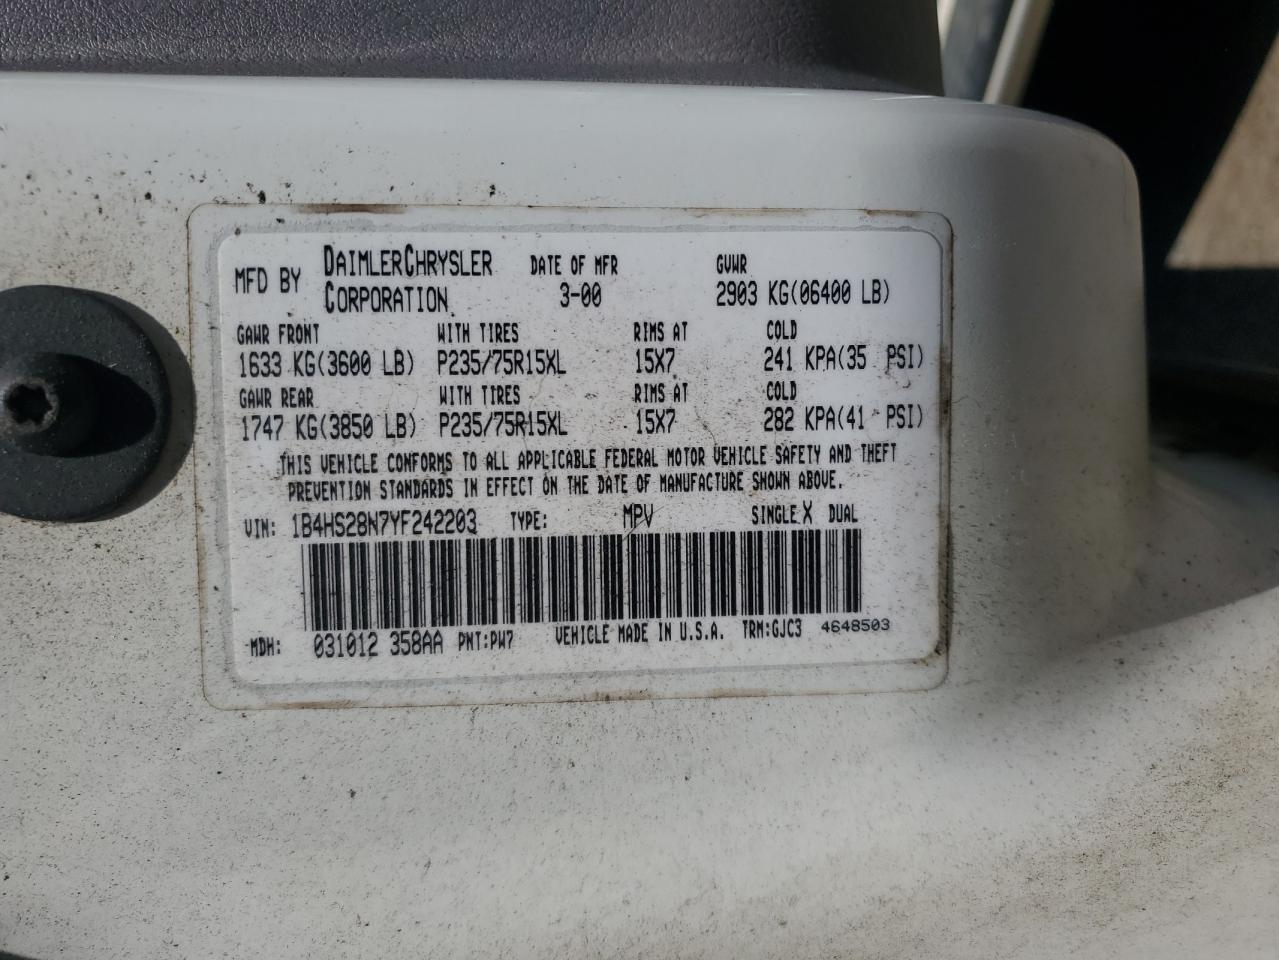 MFD BY DAIMLERCHRYSLER CORPORATION DATE OF MFR 3-00 GVWR 2903 KG(06400 LB)
GAWR FRONT WITH TIRES RIMS AT COLD
1633 KG(3600 LB) P235/75R15XL 15X7 241 KPA(35 PSI)
GAWR REAR WITH TIRES RIMS AT COLD
1747 KG(3850 LB) P235/75R15XL 15X7 282 KPA(41 PSI)
THIS VEHICLE CONFORMS TO ALL APPLICABLE FEDERAL MOTOR VEHICLE SAFETY AND THEFT
PREVENTION STANDARDS IN EFFECT ON THE DATE OF MANUFACTURE SHOWN ABOVE.
VIN: 1B4HS28N7YF242203 TYPE: MPV SINGLE X DUAL
MDH: 031012 358AA PNT:PW7 VEHICLE MADE IN U.S.A. TRM:GJC3 4648503